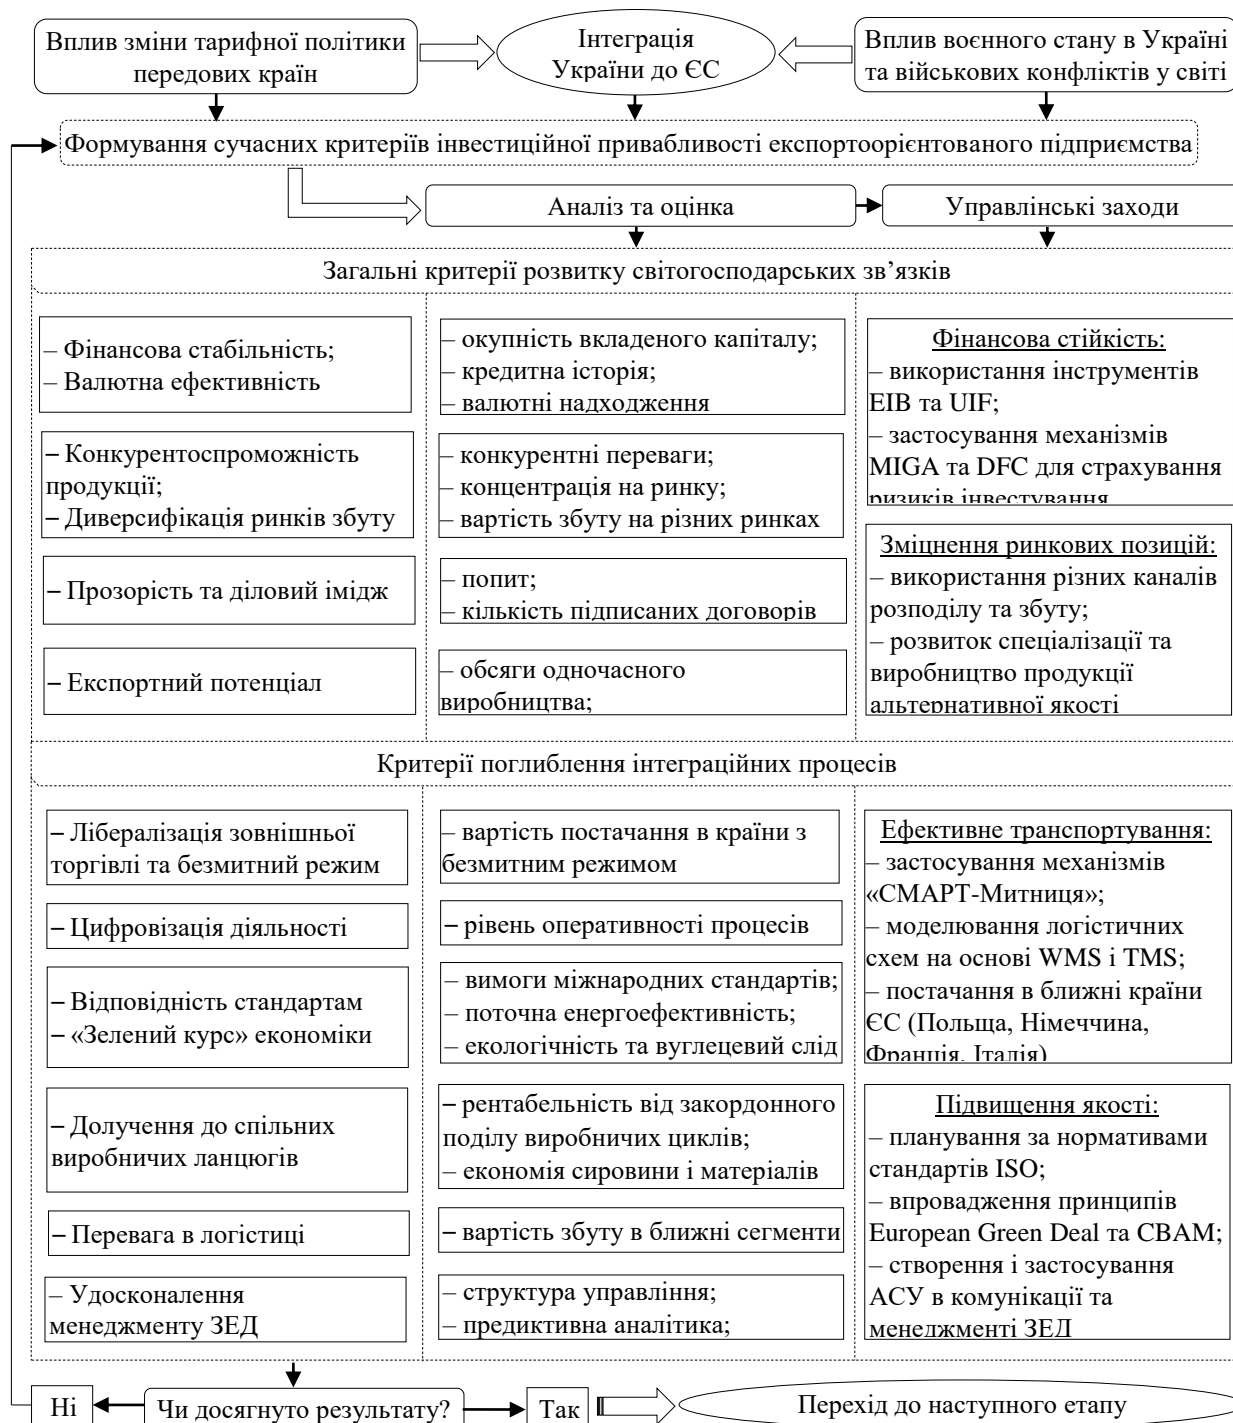 Вплив зміни тарифної політики
передових країн
Інтеграція
України до ЄС
Вплив воєнного стану в Україні
та військових конфліктів у світі
Формування сучасних критеріїв інвестиційної привабливості експортоорієнтованого підприємства
Аналіз та оцінка
Управлінські заходи
Загальні критерії розвитку світогосподарських зв’язків
– Фінансова стабільність;
– Валютна ефективність
– окупність вкладеного капіталу;
– кредитна історія;
– валютні надходження
Фінансова стійкість:
– використання інструментів
EIB та UIF;
– застосування механізмів
MIGA та DFC для страхування
ризиків інвестування
– Конкурентоспроможність
продукції;
– Диверсифікація ринків збуту
– конкурентні переваги;
– концентрація на ринку;
– вартість збуту на різних ринках
Зміцнення ринкових позицій:
– використання різних каналів
розподілу та збуту;
– розвиток спеціалізації та
виробництво продукції
альтернативної якості
– Прозорість та діловий імідж
– попит;
– кількість підписаних договорів
– Експортний потенціал
– обсяги одночасного
виробництва;
Критерії поглиблення інтеграційних процесів
– Лібералізація зовнішньої
торгівлі та безмитний режим
– вартість постачання в країни з
безмитним режимом
Ефективне транспортування:
– застосування механізмів
«СМАРТ-Митниця»;
– моделювання логістичних
схем на основі WMS і TMS;
– постачання в ближні країни
ЄС (Польща, Німеччина,
Франція, Італія)
– Цифровізація діяльності
– рівень оперативності процесів
– Відповідність стандартам
– «Зелений курс» економіки
– вимоги міжнародних стандартів;
– поточна енергоефективність;
– екологічність та вуглецевий слід
– Долучення до спільних
виробничих ланцюгів
– рентабельність від закордонного
поділу виробничих циклів;
– економія сировини і матеріалів
Підвищення якості:
– планування за нормативами
стандартів ISO;
– впровадження принципів
European Green Deal та CBAM;
– створення і застосування
АСУ в комунікації та
менеджменті ЗЕД
– Перевага в логістиці
– вартість збуту в ближні сегменти
– Удосконалення
менеджменту ЗЕД
– структура управління;
– предиктивна аналітика;
Ні
Чи досягнуто результату?
Так
Перехід до наступного етапу